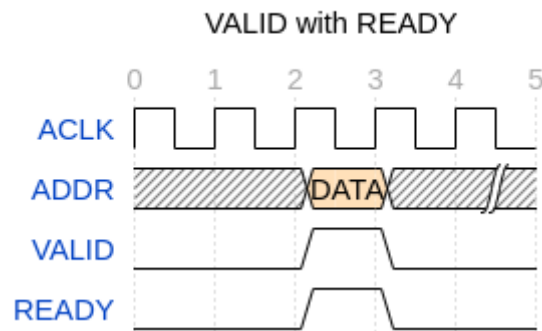 VALID with READY
0 1 2 3 4 5
ACLK
ADDR DATA
VALID
READY